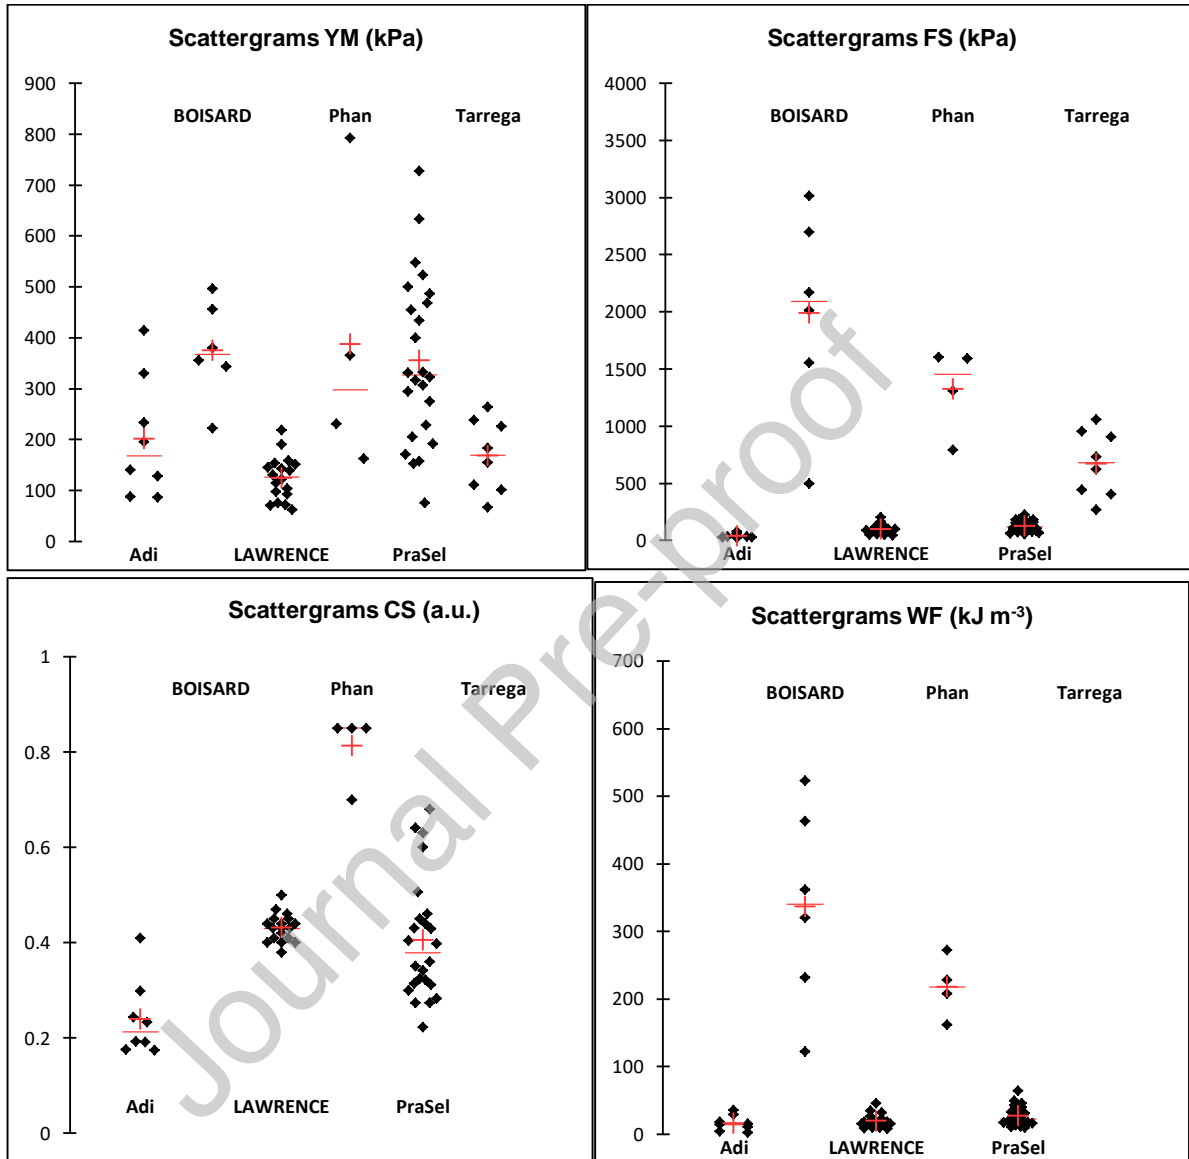 Scattergrams YM (kPa)
900
800
700
600
500
400
300
200
100
0
BOISARD Phan Tarrega
Adi LAWRENCE PraSel
Scattergrams FS (kPa)
4000
3500
3000
2500
2000
1500
1000
500
0
BOISARD Phan Tarrega
Adi LAWRENCE PraSel
Scattergrams CS (a.u.)
1
0.8
0.6
0.4
0.2
0
BOISARD Phan Tarrega
Adi LAWRENCE PraSel
Scattergrams WF (kJ m⁻³)
700
600
500
400
300
200
100
0
BOISARD Phan Tarrega
Adi LAWRENCE PraSel
Journal Pre-proof